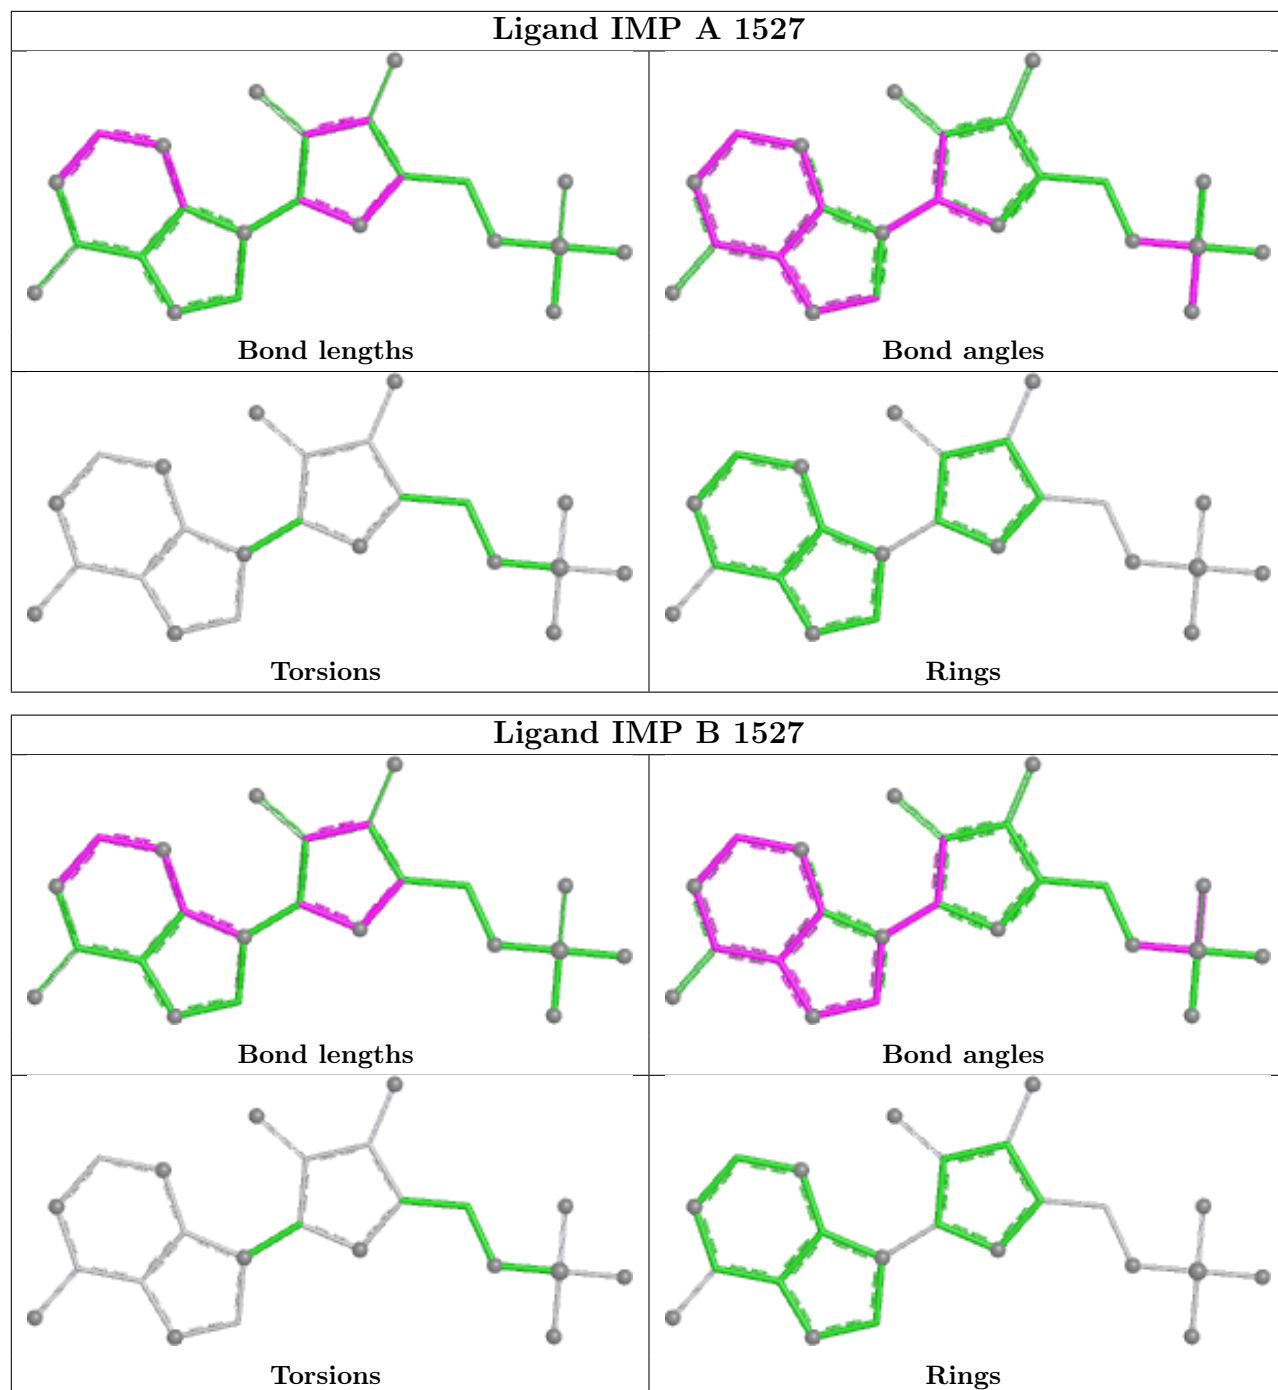 Ligand IMP A 1527
Bond lengths
Bond angles
Torsions
Rings
Ligand IMP B 1527
Bond lengths
Bond angles
Torsions
Rings